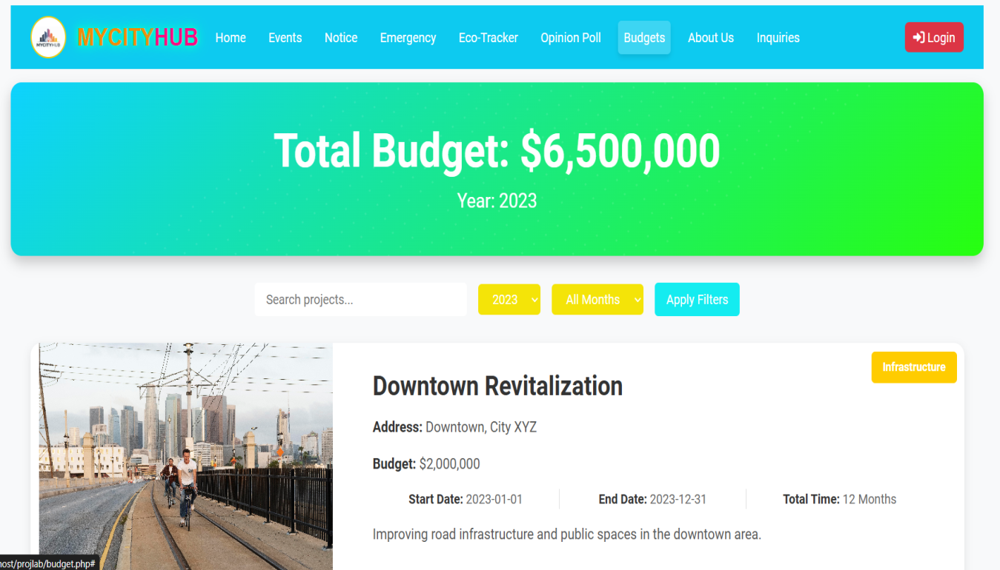 MYCITYHUB
MYCITYHUB Home Events Notice Emergency Eco-Tracker Opinion Poll Budgets About Us Inquiries Login
Total Budget: $6,500,000
Year: 2023
Search projects... 2023 All Months Apply Filters
Infrastructure
Downtown Revitalization
Address: Downtown, City XYZ
Budget: $2,000,000
Start Date: 2023-01-01 End Date: 2023-12-31 Total Time: 12 Months
Improving road infrastructure and public spaces in the downtown area.
ost/projlab/budget.php#